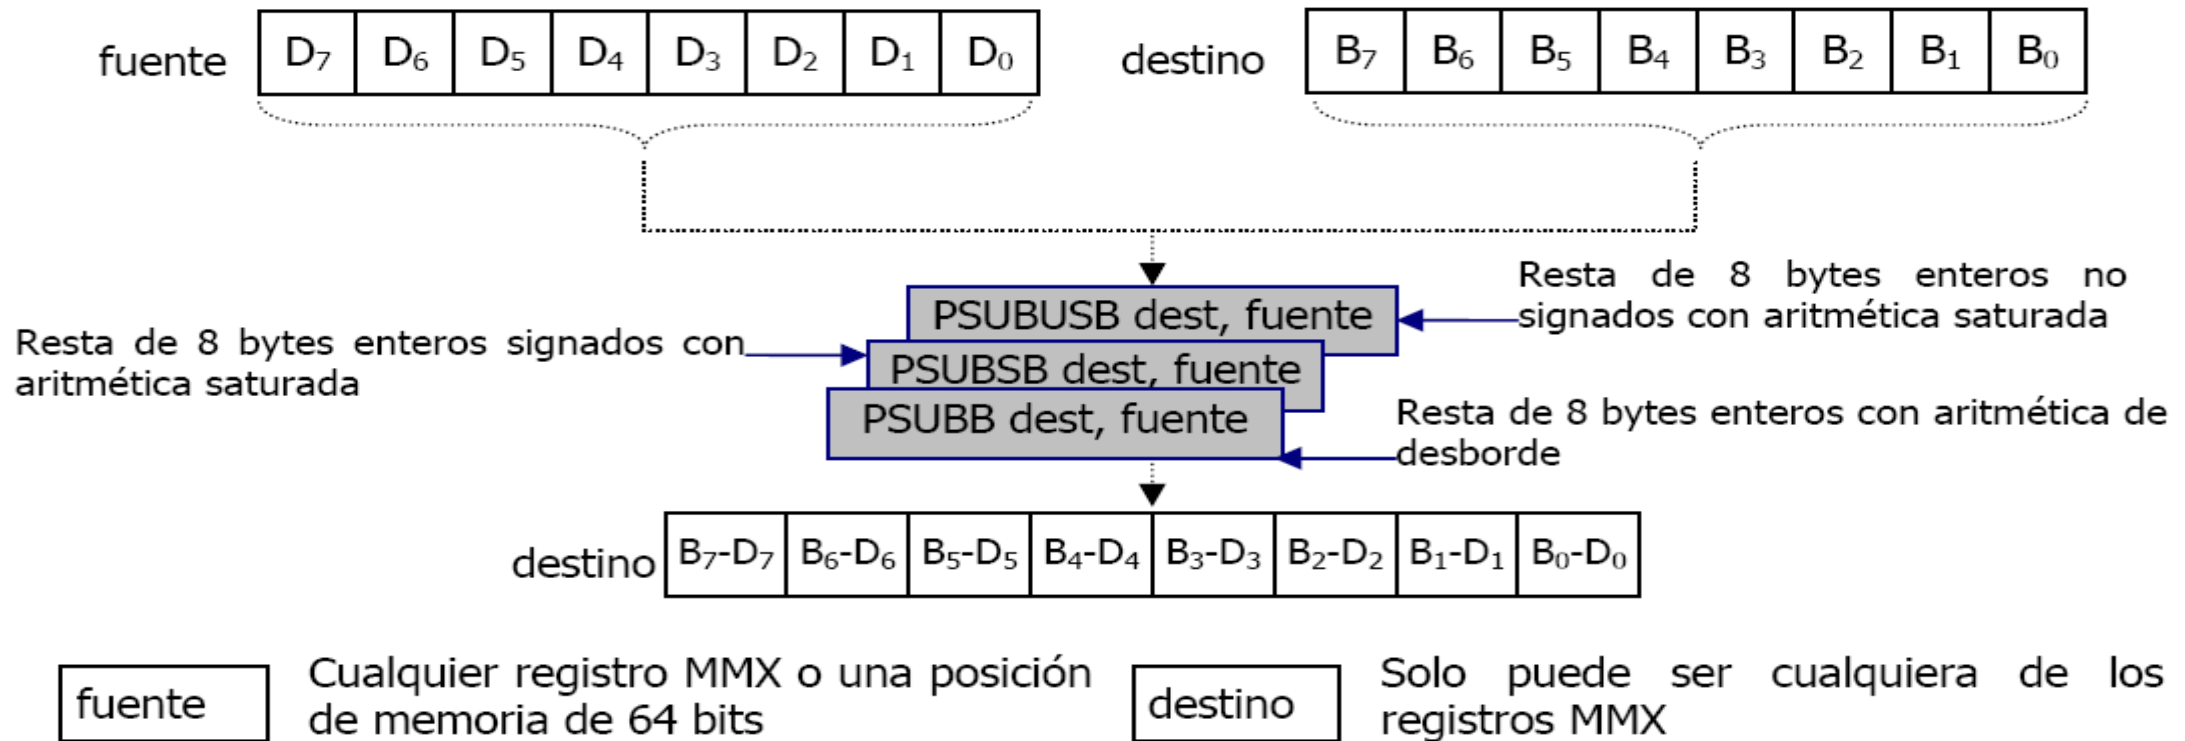 fuente D₇ D₆ D₅ D₄ D₃ D₂ D₁ D₀
destino B₇ B₆ B₅ B₄ B₃ B₂ B₁ B₀
Resta de 8 bytes enteros no
signados con aritmética saturada
PSUBUSB dest, fuente
Resta de 8 bytes enteros signados con
aritmética saturada
PSUBSB dest, fuente
PSUBB dest, fuente
Resta de 8 bytes enteros con aritmética de
desborde
destino B₇-D₇ B₆-D₆ B₅-D₅ B₄-D₄ B₃-D₃ B₂-D₂ B₁-D₁ B₀-D₀
fuente
Cualquier registro MMX o una posición
de memoria de 64 bits
destino
Solo puede ser cualquiera de los
registros MMX